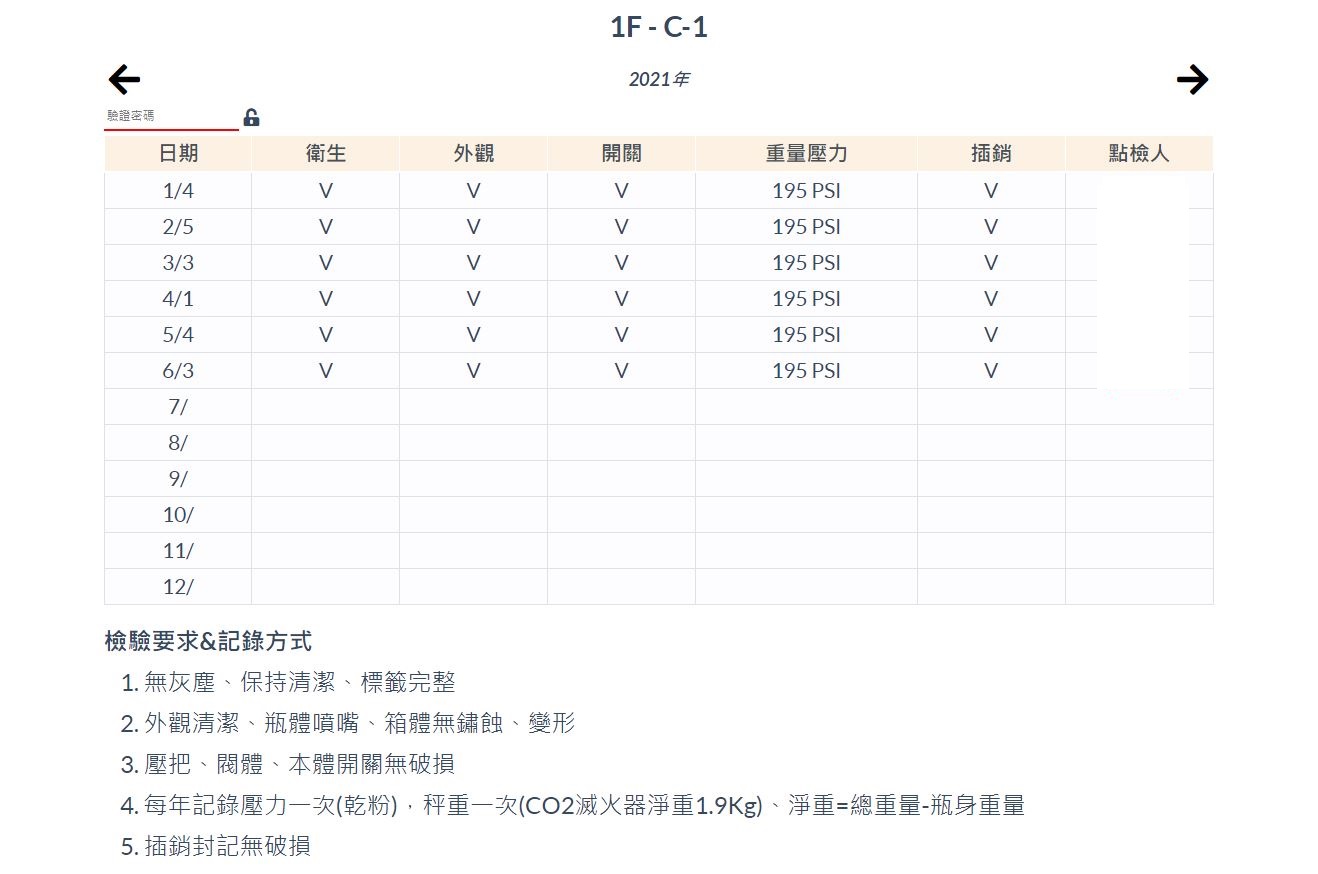 1F - C-1
2021年
驗證密碼
日期 衛生 外觀 開關 重量壓力 插銷 點檢人
1/4 V V V 195 PSI V
2/5 V V V 195 PSI V
3/3 V V V 195 PSI V
4/1 V V V 195 PSI V
5/4 V V V 195 PSI V
6/3 V V V 195 PSI V
7/
8/
9/
10/
11/
12/
檢驗要求&記錄方式
1. 無灰塵、保持清潔、標籤完整
2. 外觀清潔、瓶體噴嘴、箱體無鏽蝕、變形
3. 壓把、閥體、本體開關無破損
4. 每年記錄壓力一次(乾粉)，秤重一次(CO2滅火器淨重1.9Kg)、淨重=總重量-瓶身重量
5. 插銷封記無破損